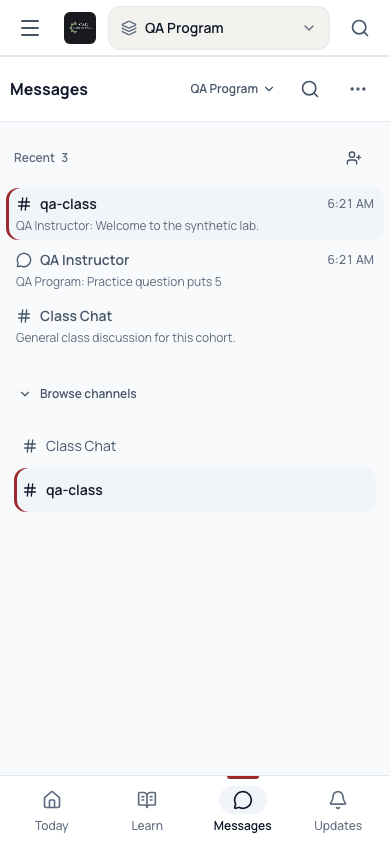 QA Program
Messages
QA Program
Recent 3
# qa-class 6:21 AM
QA Instructor: Welcome to the synthetic lab.
QA Instructor 6:21 AM
QA Program: Practice question puts 5
# Class Chat
General class discussion for this cohort.
Browse channels
# Class Chat
# qa-class
Today Learn Messages Updates